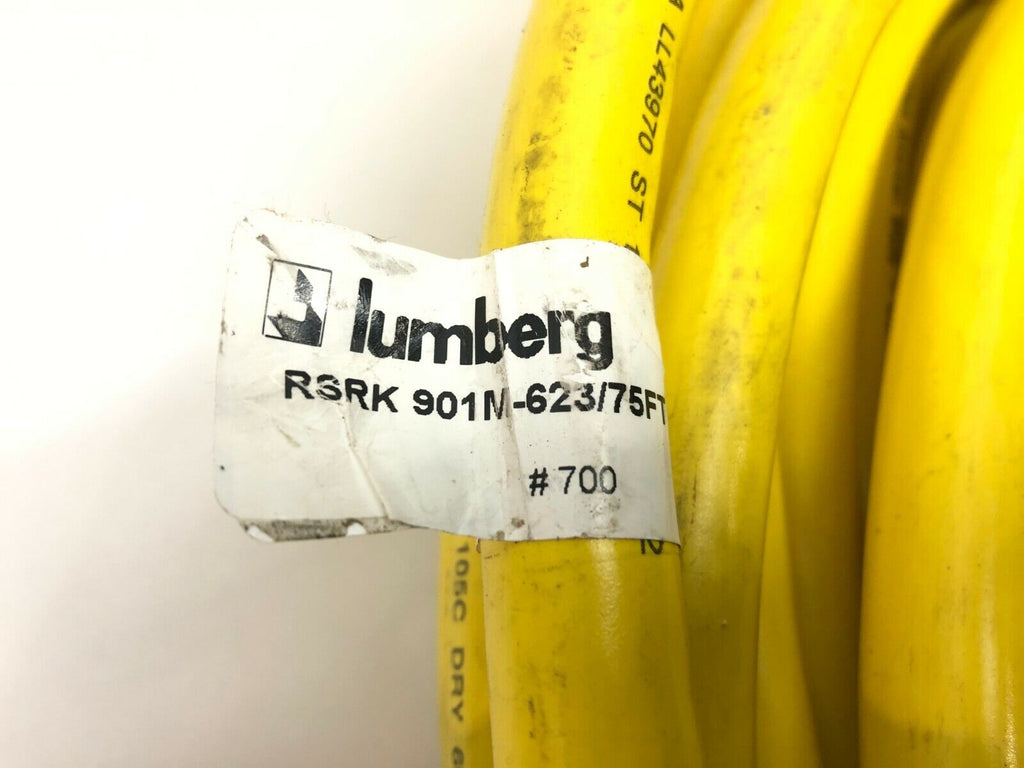 lumberg
RSRK 901M-623/75FT
# 700
LL43970 ST
105C DRY